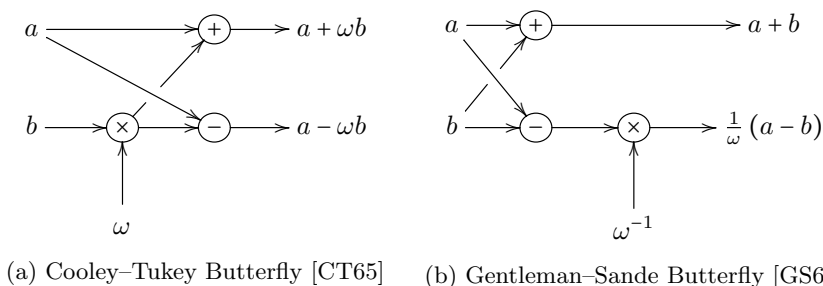 a + a + ωb
b × − a − ωb
ω
(a) Cooley–Tukey Butterfly [CT65]
a + a + b
b − × 1/ω (a − b)
ω⁻¹
(b) Gentleman–Sande Butterfly [GS6